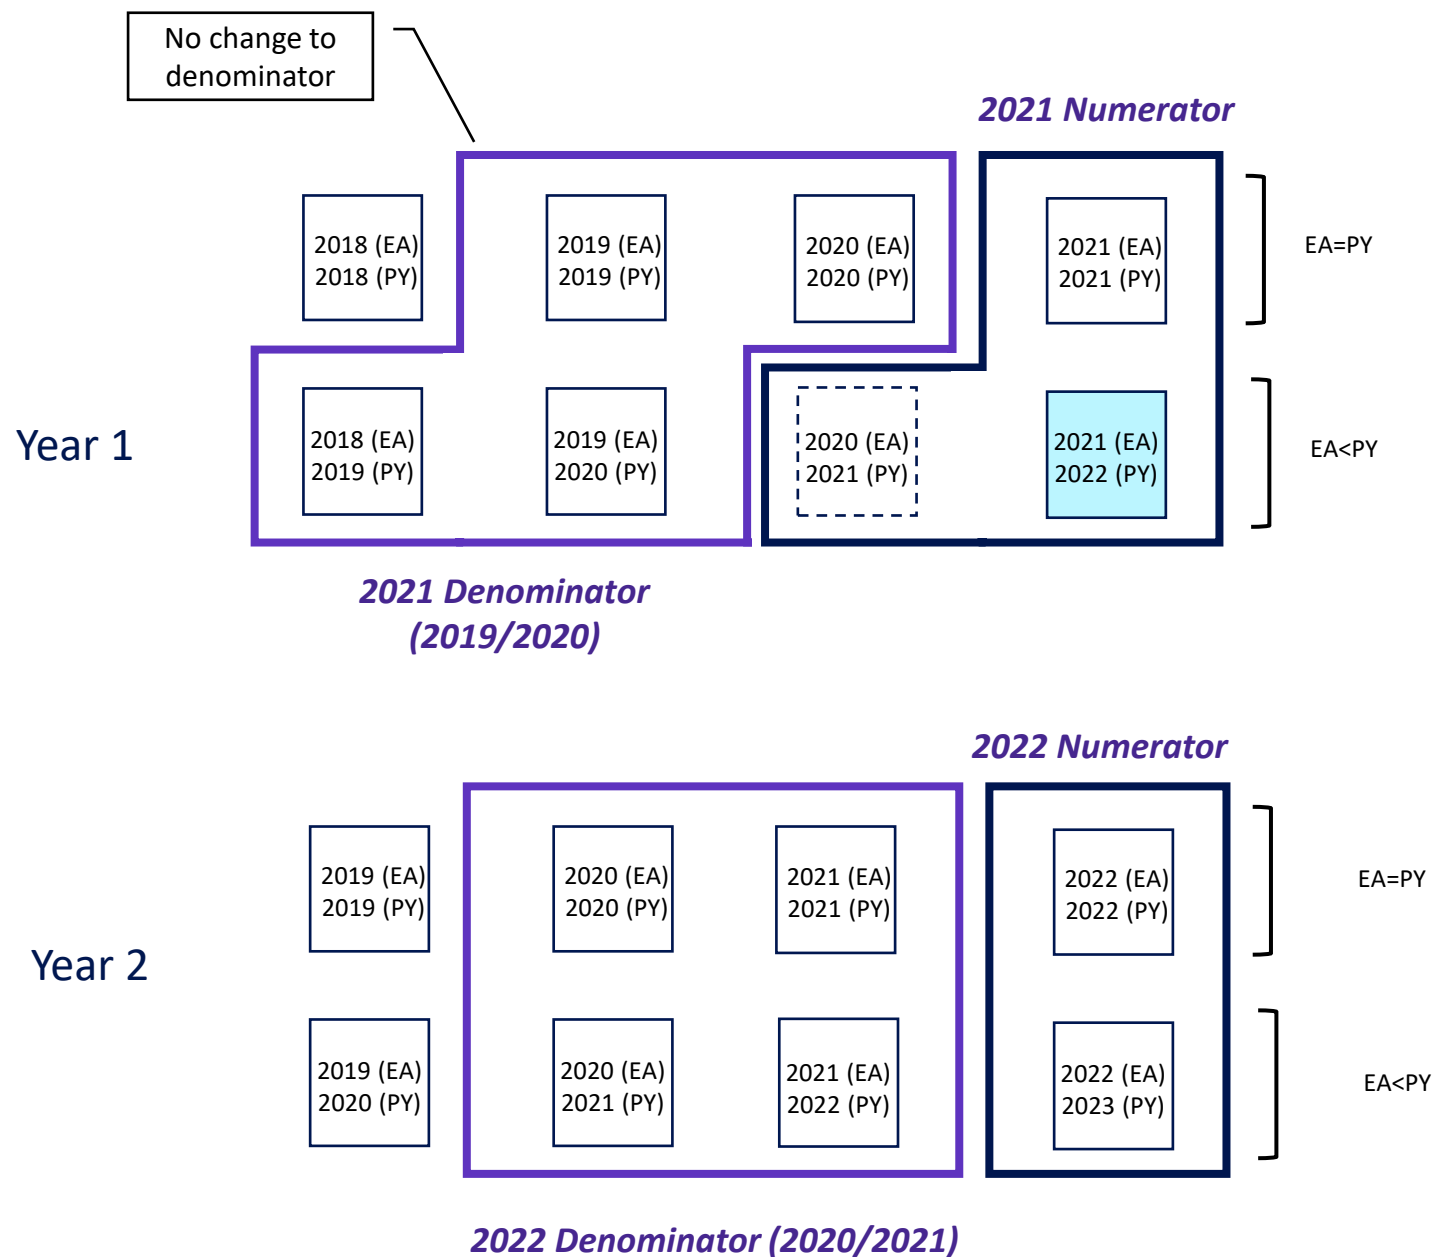 No change to
denominator
2021 Numerator
2018 (EA)
2018 (PY)
2019 (EA)
2019 (PY)
2020 (EA)
2020 (PY)
2021 (EA)
2021 (PY)
EA=PY
Year 1
2018 (EA)
2019 (PY)
2019 (EA)
2020 (PY)
2020 (EA)
2021 (PY)
2021 (EA)
2022 (PY)
EA<PY
2021 Denominator
(2019/2020)
2022 Numerator
2019 (EA)
2019 (PY)
2020 (EA)
2020 (PY)
2021 (EA)
2021 (PY)
2022 (EA)
2022 (PY)
EA=PY
Year 2
2019 (EA)
2020 (PY)
2020 (EA)
2021 (PY)
2021 (EA)
2022 (PY)
2022 (EA)
2023 (PY)
EA<PY
2022 Denominator (2020/2021)